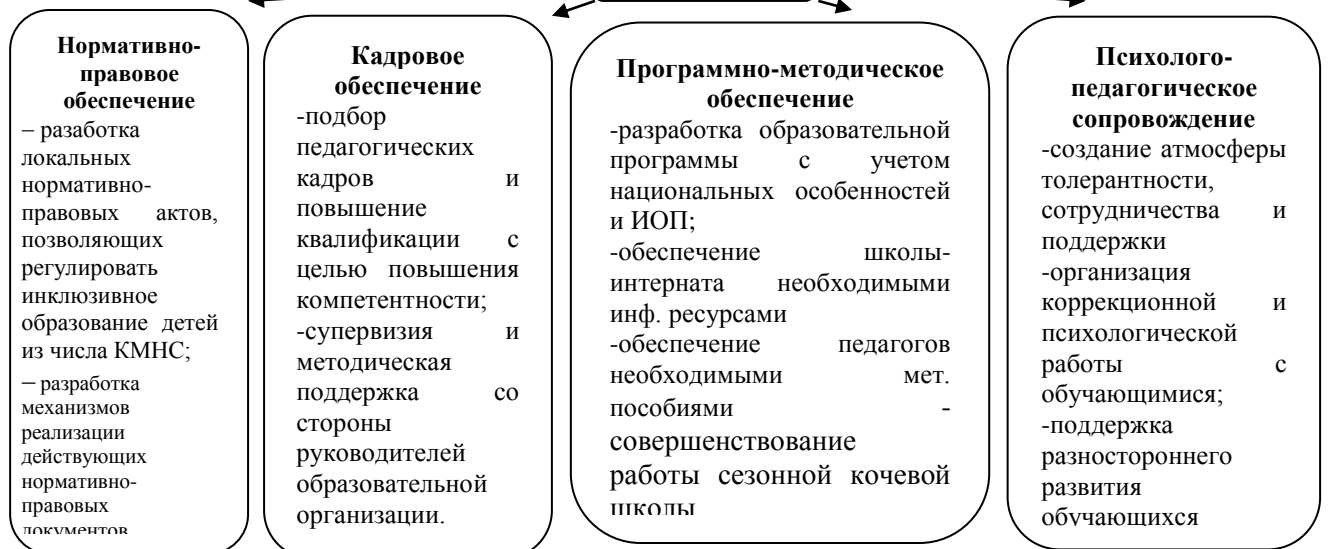 Нормативно-
правовое
обеспечение
– разаботка
локальных
нормативно-
правовых актов,
позволяющих
регулировать
инклюзивное
образование детей
из числа КМНС;
– разработка
механизмов
реализации
действующих
нормативно-
правовых
документов
Кадровое
обеспечение
-подбор
педагогических
кадров и
повышение
квалификации с
целью повышения
компетентности;
-супервизия и
методическая
поддержка со
стороны
руководителей
образовательной
организации.
Программно-методическое
обеспечение
-разработка образовательной
программы с учетом
национальных особенностей
и ИОП;
-обеспечение школы-
интерната необходимыми
инф. ресурсами
-обеспечение педагогов
необходимыми мет.
пособиями -
совершенствование
работы сезонной кочевой
школы
Психолого-
педагогическое
сопровождение
-создание атмосферы
толерантности,
сотрудничества и
поддержки
-организация
коррекционной и
психологической
работы с
обучающимися;
-поддержка
разностороннего
развития
обучающихся